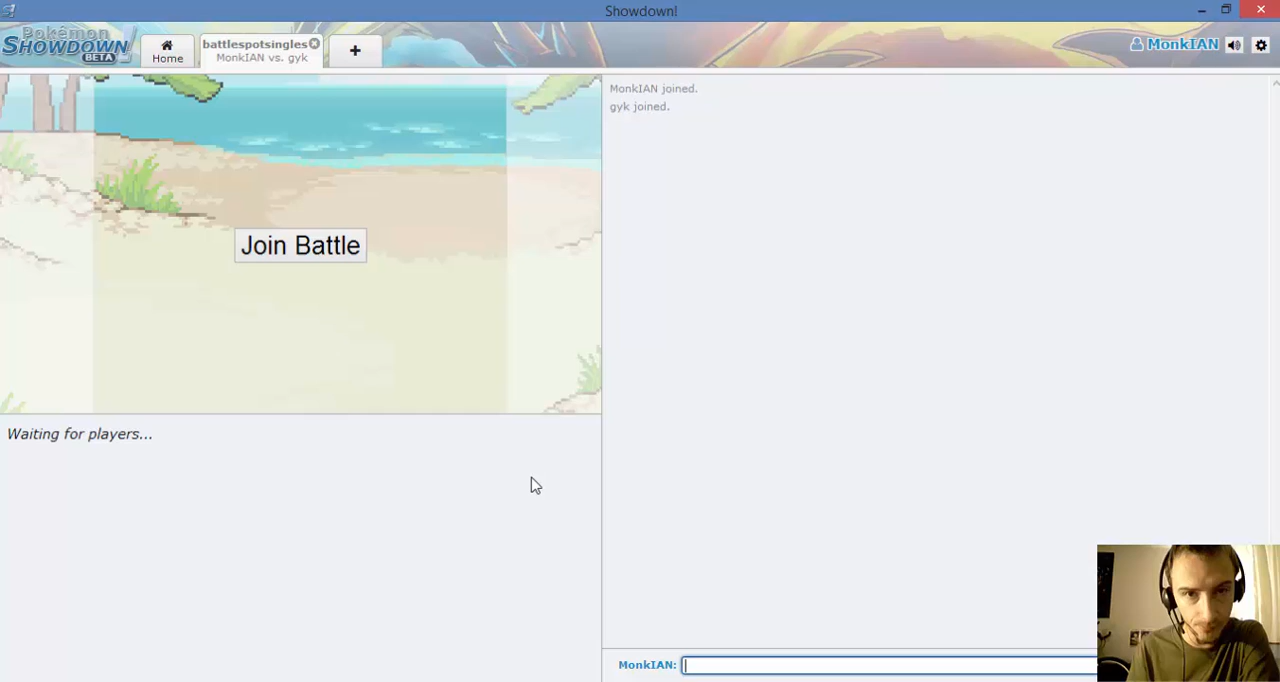 Showdown!
Pokémon
SHOWDOWN
BETA
Home
battlespotsingles
MonkIAN vs. gyk
+
MonkIAN
MonkIAN joined.
gyk joined.
Join Battle
Waiting for players...
MonkIAN: